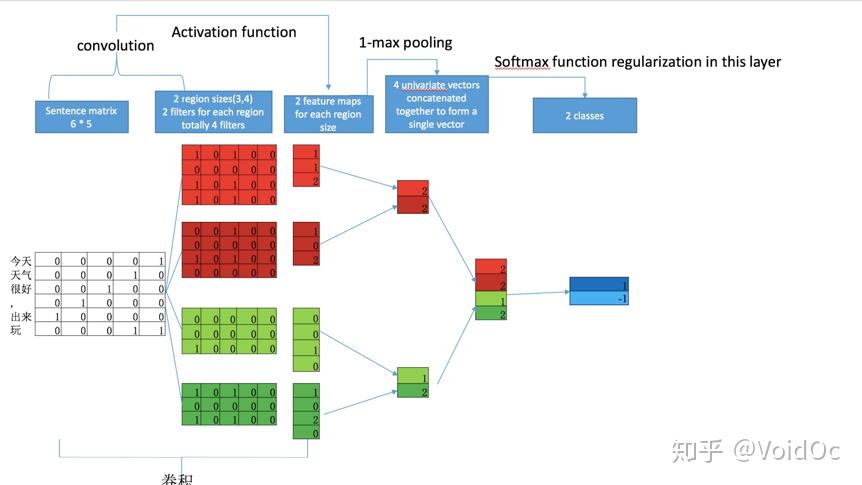 convolution
Activation function
1-max pooling
Softmax function regularization in this layer
Sentence matrix
6 * 5
2 region sizes(3,4)
2 filters for each region
totally 4 filters
2 feature maps
for each region
size
4 univariate vectors
concatenated
together to form a
single vector
2 classes
1 0 1 0 0
0 0 0 0 0
1 0 1 0 0
1 0 1 0 0
1
1
2
0 0 0 0 0
0 0 0 0 0
1 0 1 0 0
0 0 0 0 0
1
0
2
2
2
今天 0 0 0 0 1
天气 0 0 0 1 0
很好 0 0 1 0 0
, 0 1 0 0 0
出来 1 0 0 0 0
玩 0 0 0 1 1
2
2
1
2
1
-1
0 0 0 0 0
0 0 0 0 0
1 0 0 0 0
0
0
1
0
1
2
1 0 1 0 0
0 0 0 0 0
1 0 1 0 0
1
0
2
0
卷积
知乎 @VoidOc